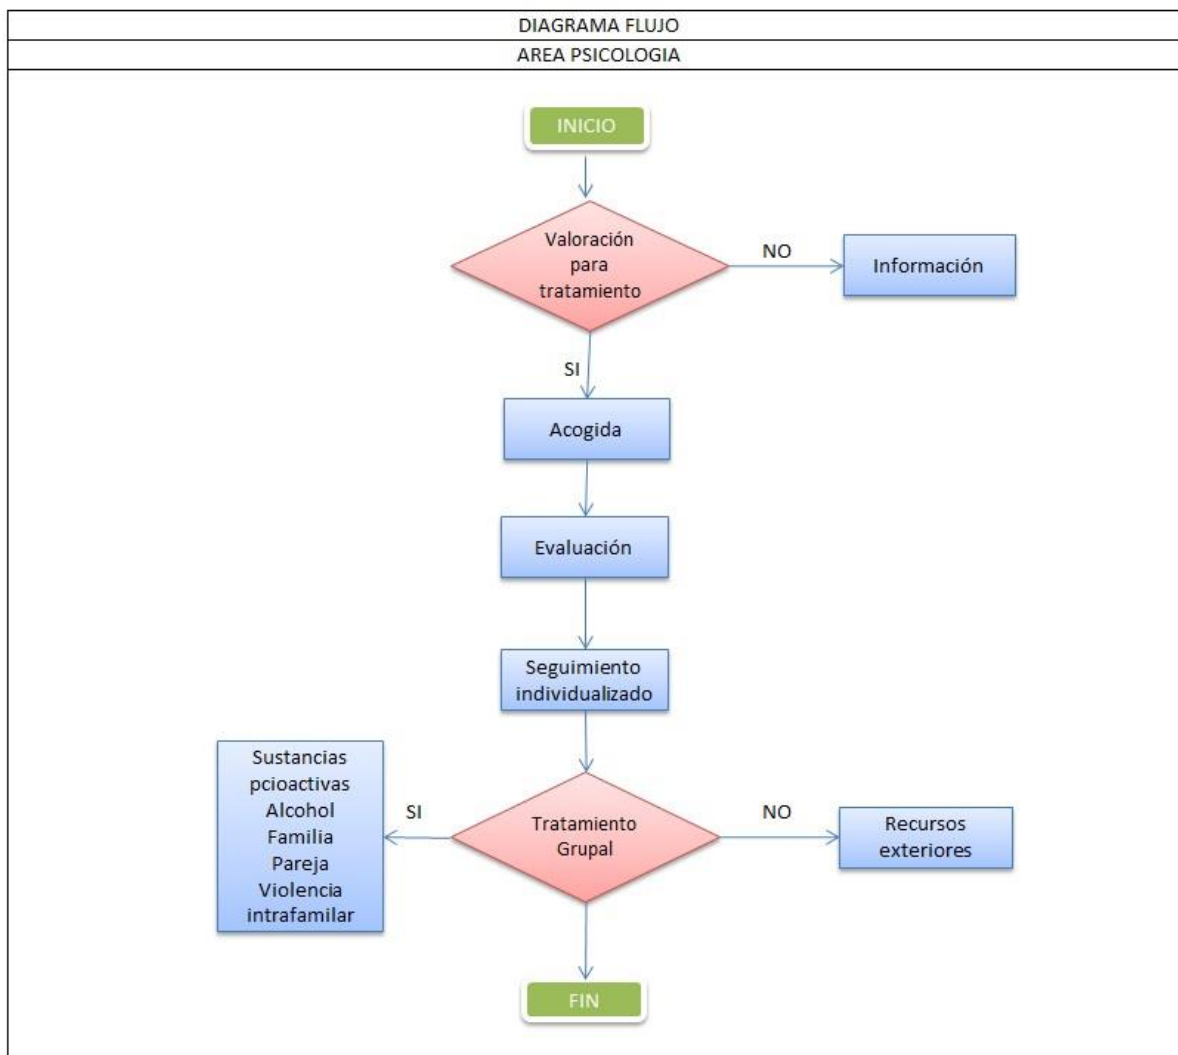 DIAGRAMA FLUJO
AREA PSICOLOGIA
INICIO
Valoración
para
tratamiento
NO
Información
SI
Acogida
Evaluación
Seguimiento
individualizado
Sustancias
pcioactivas
Alcohol
Familia
Pareja
Violencia
intrafamilar
SI
Tratamiento
Grupal
NO
Recursos
exteriores
FIN